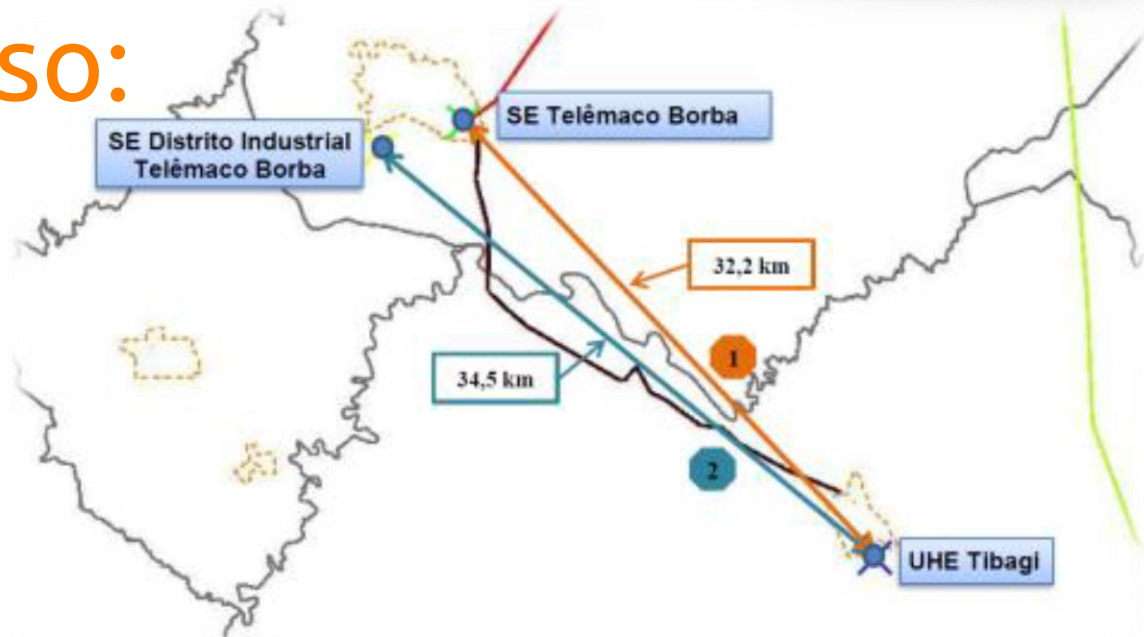 so:
SE Telêmaco Borba
SE Distrito Industrial
Telêmaco Borba
32,2 km
1
34,5 km
2
UHE Tibagi